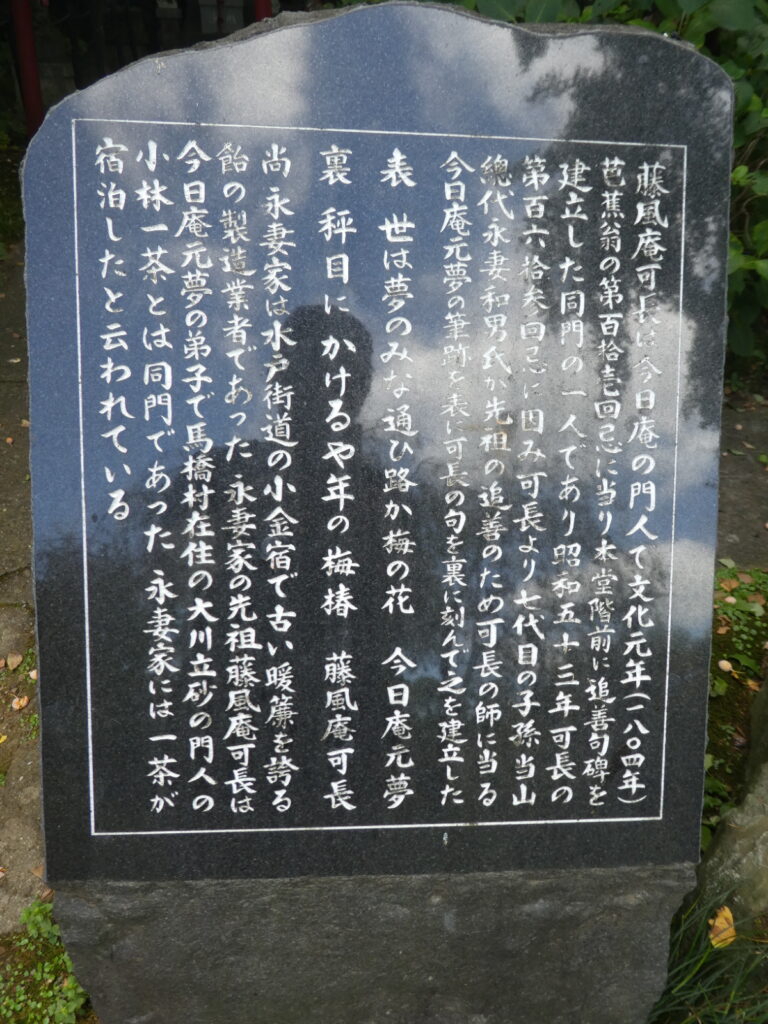 藤風庵可長は今日庵の門人で文化元年(一八〇四年)
芭蕉翁の第百拾壱回忌に当り本堂階前に追善句碑を
建立した同門の一人であり昭和五十三年可長の
第百六拾参回忌に因み可長より七代目の子孫当山
總代永妻和男氏が先祖の追善のため可長の師に当る
今日庵元夢の筆跡を表に可長の句を裏に刻んで之を建立した
表 世は夢のみな通ひ路か梅の花 今日庵元夢
裏 秤目にかけるや年の梅椿 藤風庵可長
尚 永妻家は水戸街道の小金宿で古い暖簾を誇る
飴の製造業者であった 永妻家の先祖藤風庵可長は
今日庵元夢の弟子で馬橋村在住の大川立砂の門人の
小林一茶とは同門であった 永妻家には一茶が
宿泊したと云われている